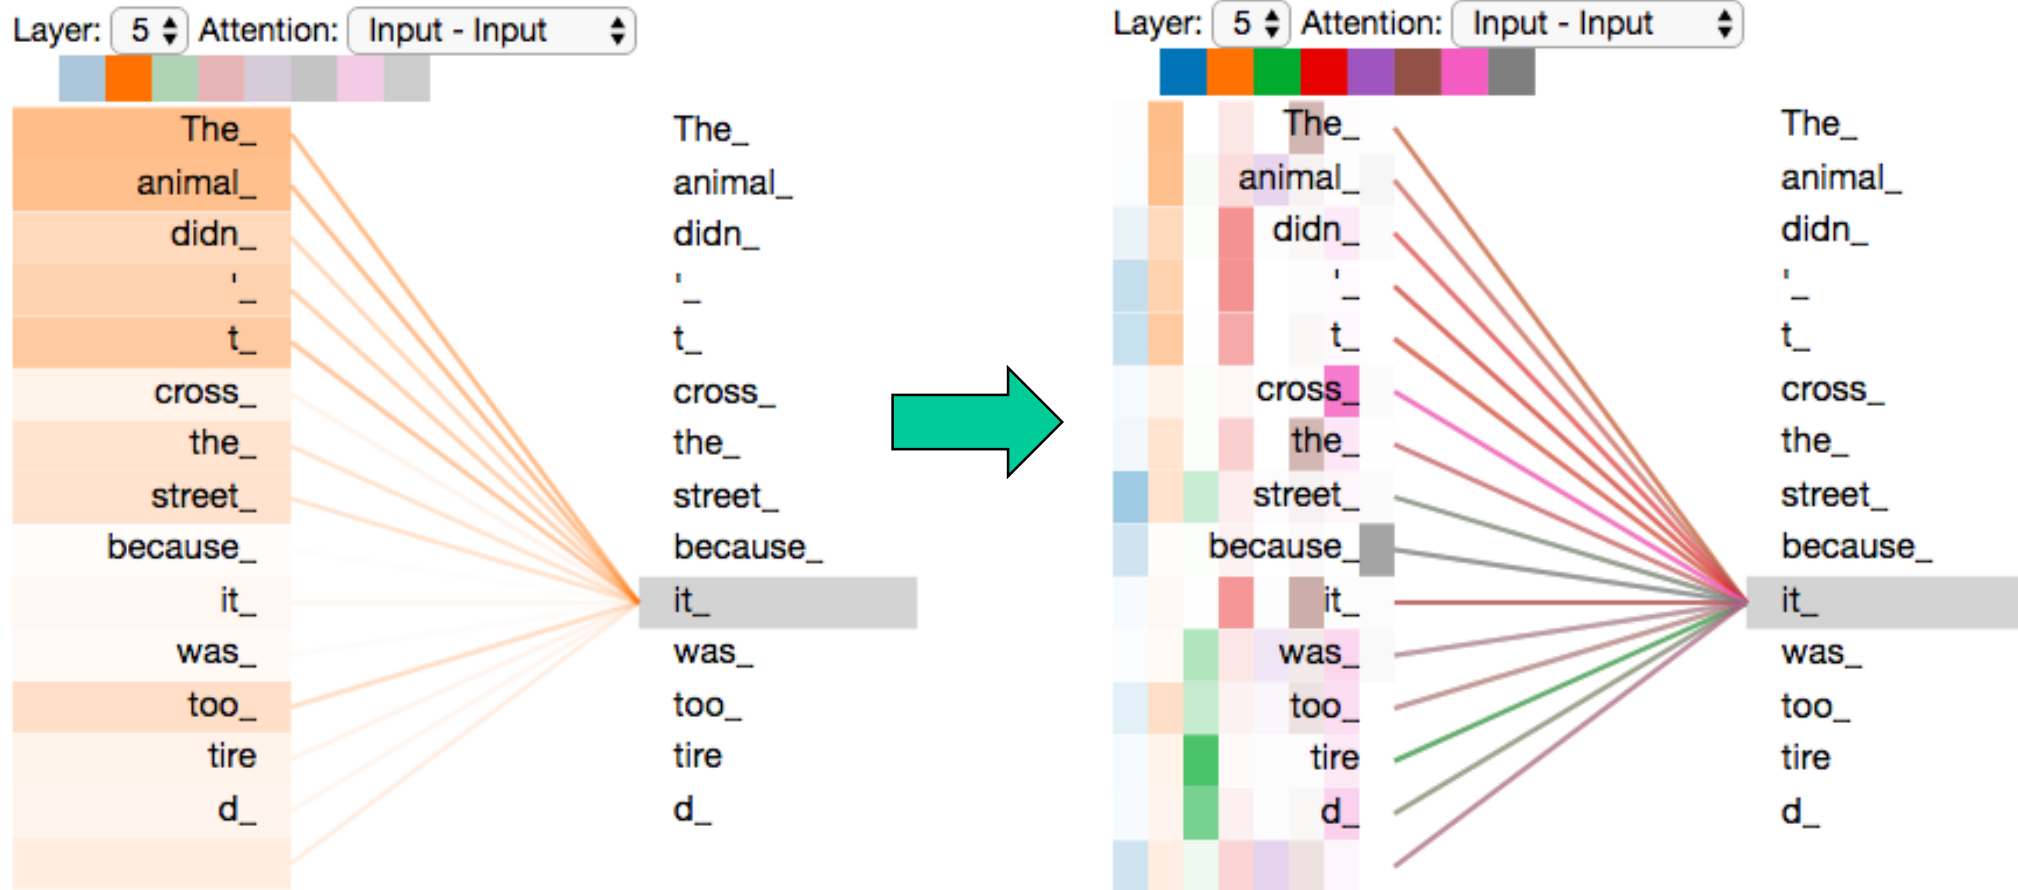 Layer: 5 Attention: Input - Input
The_ The_
animal_ animal_
didn_ didn_
'_ '_
t_ t_
cross_ cross_
the_ the_
street_ street_
because_ because_
it_ it_
was_ was_
too_ too_
tire tire
d_ d_
Layer: 5 Attention: Input - Input
The_ The_
animal_ animal_
didn_ didn_
'_ '_
t_ t_
cross_ cross_
the_ the_
street_ street_
because_ because_
it_ it_
was_ was_
too_ too_
tire tire
d_ d_